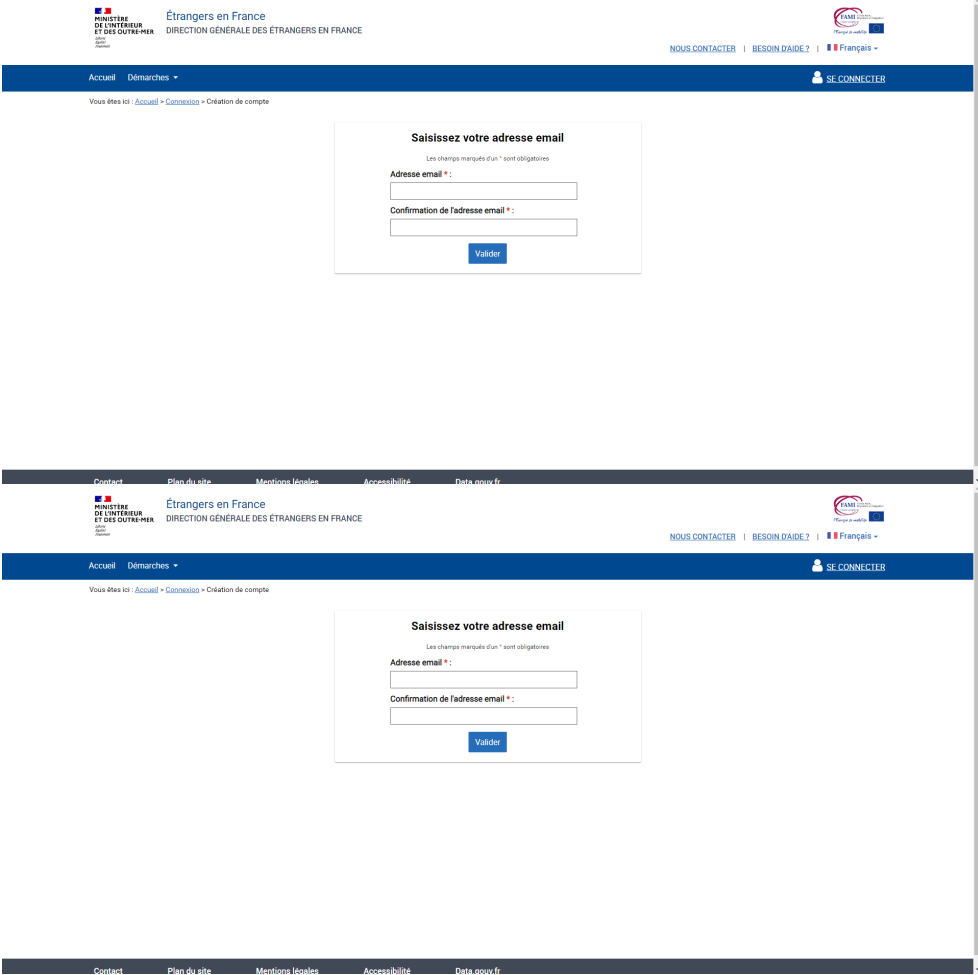 MINISTÈRE
DE L'INTÉRIEUR
ET DES OUTRE-MER
Liberté
Égalité
Fraternité
Étrangers en France
DIRECTION GÉNÉRALE DES ÉTRANGERS EN FRANCE
FAMI
NOUS CONTACTER | BESOIN D'AIDE ? | Français
Accueil Démarches
SE CONNECTER
Vous êtes ici : Accueil > Connexion > Création de compte
Saisissez votre adresse email
Les champs marqués d'un * sont obligatoires
Adresse email * :
Confirmation de l'adresse email * :
Valider
Contact Plan du site Mentions légales Accessibilité Data.gouv.fr
MINISTÈRE
DE L'INTÉRIEUR
ET DES OUTRE-MER
Liberté
Égalité
Fraternité
Étrangers en France
DIRECTION GÉNÉRALE DES ÉTRANGERS EN FRANCE
FAMI
NOUS CONTACTER | BESOIN D'AIDE ? | Français
Accueil Démarches
SE CONNECTER
Vous êtes ici : Accueil > Connexion > Création de compte
Saisissez votre adresse email
Les champs marqués d'un * sont obligatoires
Adresse email * :
Confirmation de l'adresse email * :
Valider
Contact Plan du site Mentions légales Accessibilité Data.gouv.fr